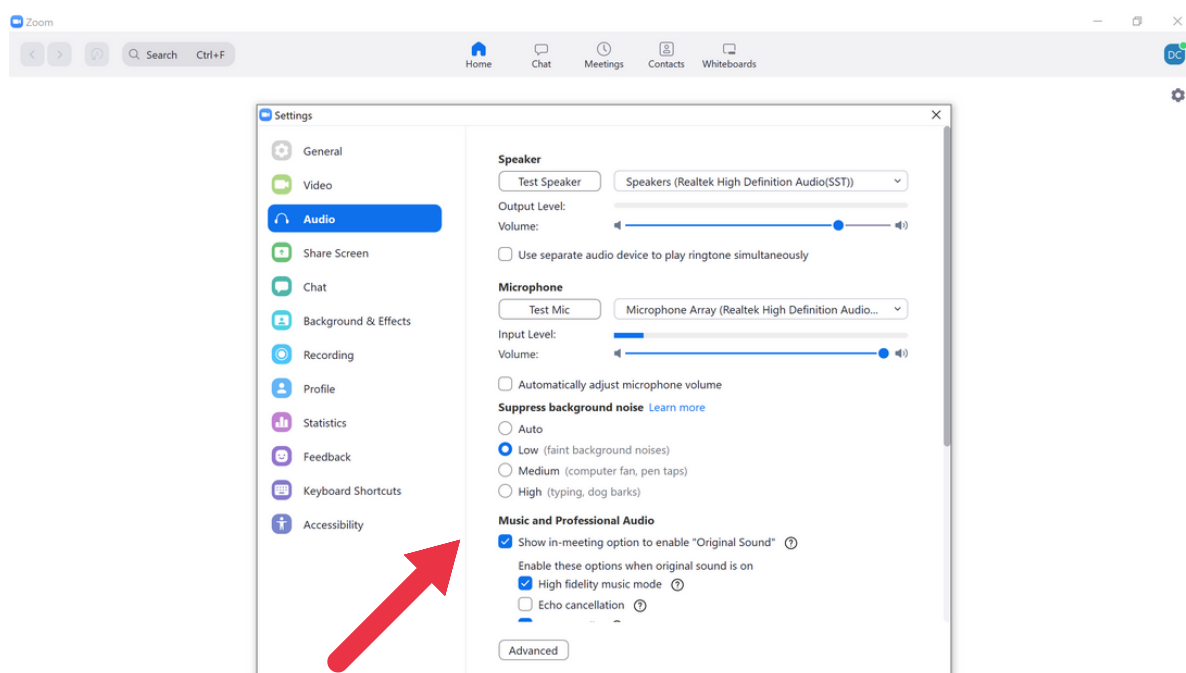 Zoom
Search Ctrl+F
Home Chat Meetings Contacts Whiteboards
DC
Settings
General
Video
Audio
Share Screen
Chat
Background & Effects
Recording
Profile
Statistics
Feedback
Keyboard Shortcuts
Accessibility
Speaker
Test Speaker Speakers (Realtek High Definition Audio(SST))
Output Level:
Volume:
Use separate audio device to play ringtone simultaneously
Microphone
Test Mic Microphone Array (Realtek High Definition Audio...
Input Level:
Volume:
Automatically adjust microphone volume
Suppress background noise Learn more
Auto
Low (faint background noises)
Medium (computer fan, pen taps)
High (typing, dog barks)
Music and Professional Audio
Show in-meeting option to enable "Original Sound" ?
Enable these options when original sound is on
High fidelity music mode ?
Echo cancellation ?
Advanced